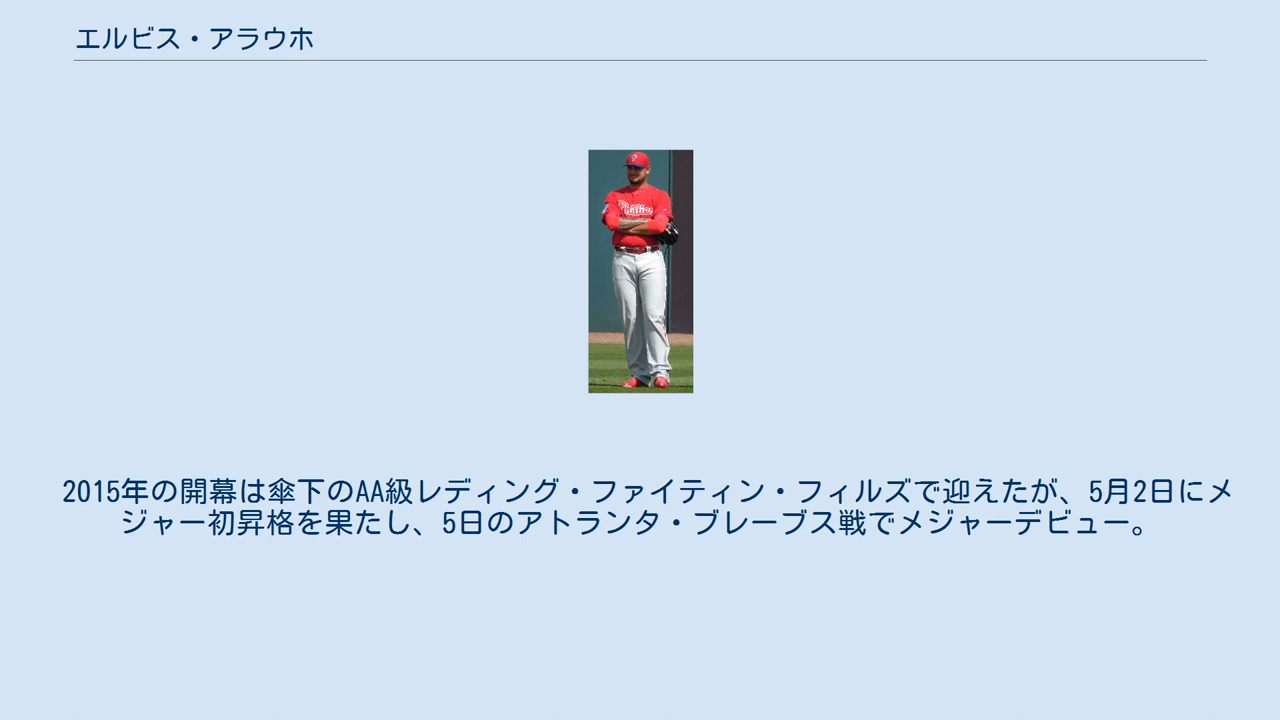 エルビス・アラウホ
2015年の開幕は傘下のAA級レディング・ファイティン・フィルズで迎えたが、5月2日にメ
ジャー初昇格を果たし、5日のアトランタ・ブレーブス戦でメジャーデビュー。